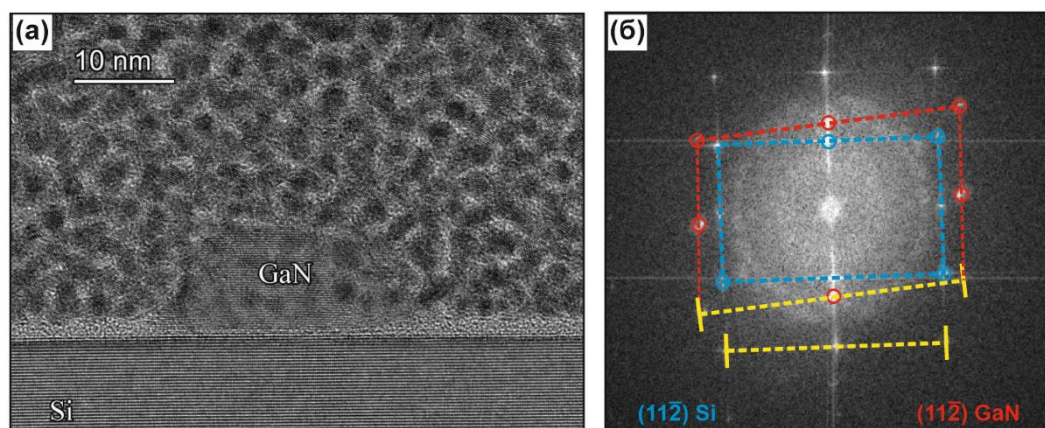 (а)
10 nm
GaN
Si
(б)
(112̄) Si
(112̄) GaN